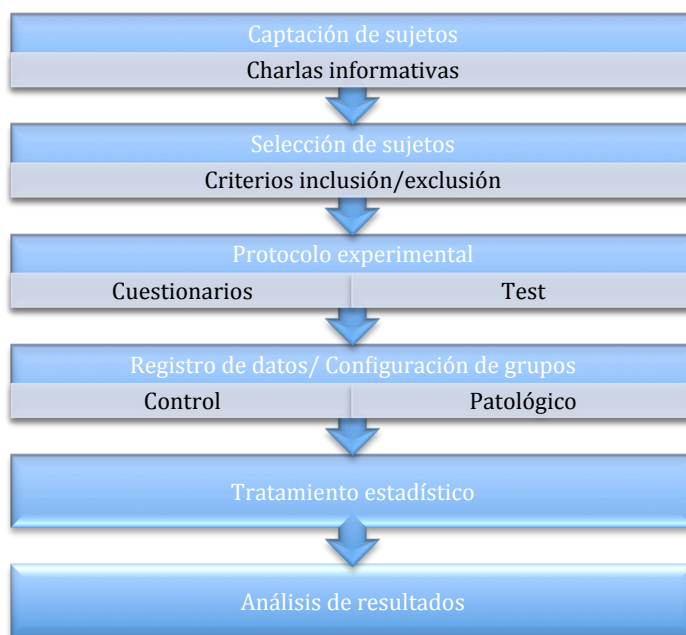 Captación de sujetos
Charlas informativas
Selección de sujetos
Criterios inclusión/exclusión
Protocolo experimental
Cuestionarios Test
Registro de datos/ Configuración de grupos
Control Patológico
Tratamiento estadístico
Análisis de resultados